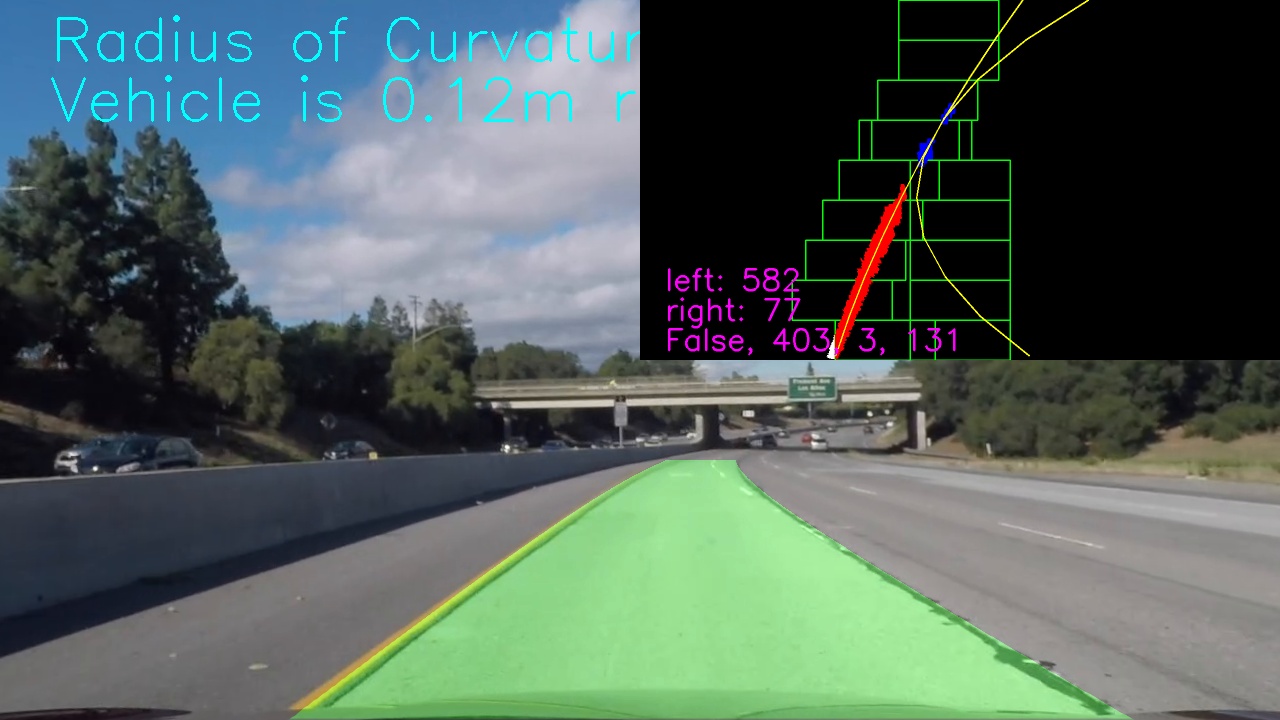 Radius of Curvatur
Vehicle is 0.12m r
left: 582
right: 77
False, 403, 3, 131